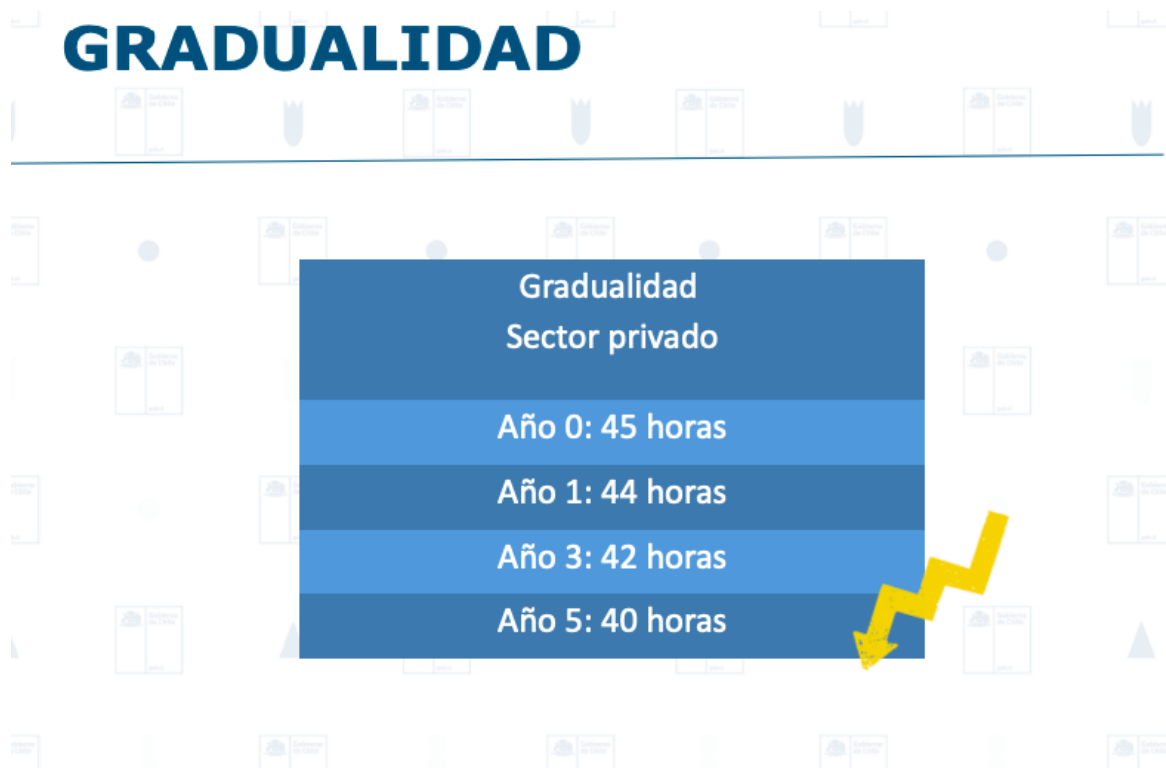 GRADUALIDAD
Gradualidad
Sector privado
Año 0: 45 horas
Año 1: 44 horas
Año 3: 42 horas
Año 5: 40 horas